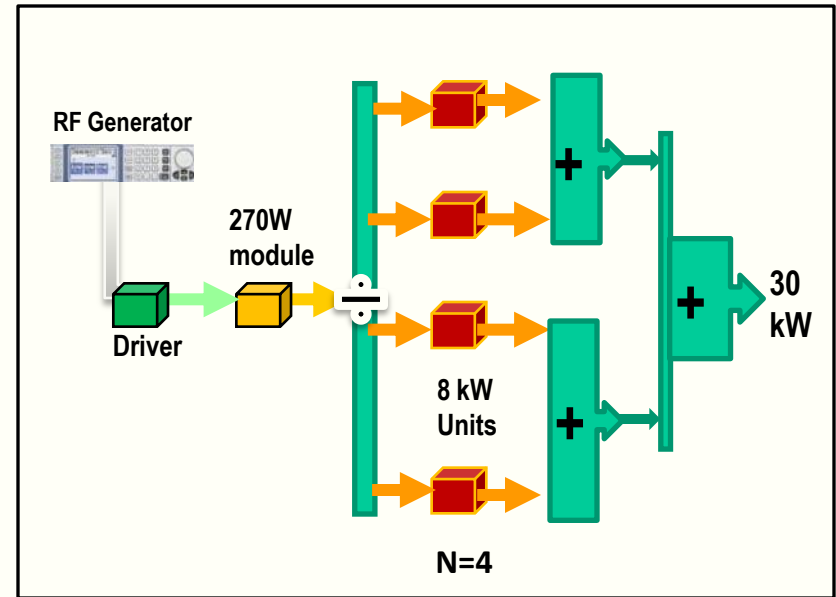 RF Generator
270W
module
Driver
÷
8 kW
Units
+
+
+
30
kW
N=4